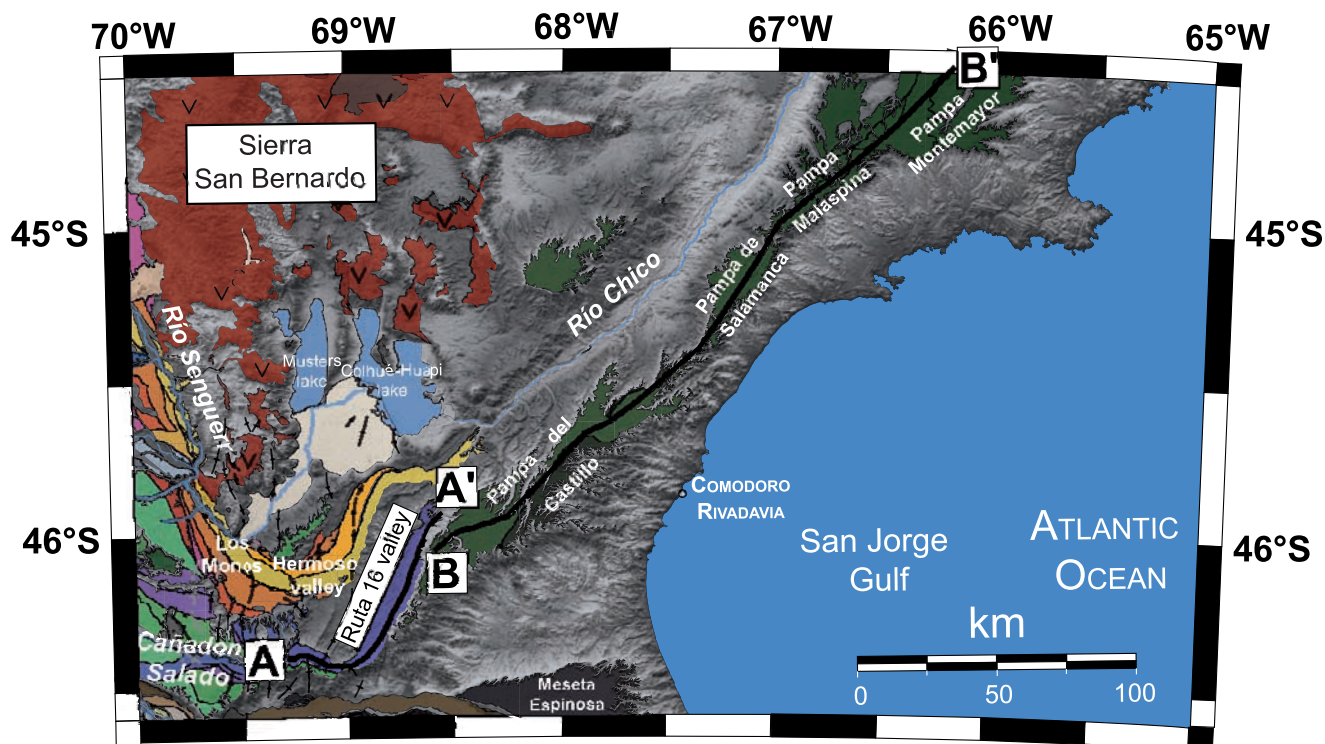 70°W
69°W
68°W
67°W
66°W
65°W
B'
Pampa
Montemayor
Sierra
San Bernardo
Pampa
Malaspina
45°S
45°S
Pampa de
Salamanca
Río Chico
Río Senguerr
Musters
lake
Colhué-Huapi
lake
Pampa del
Castillo
A'
COMODORO
RIVADAVIA
46°S
46°S
Los
Monos
Hermoso
valley
Ruta 16 valley
B
San Jorge
Gulf
ATLANTIC
OCEAN
km
Cañadon
Salado
A
Meseta
Espinosa
0
50
100